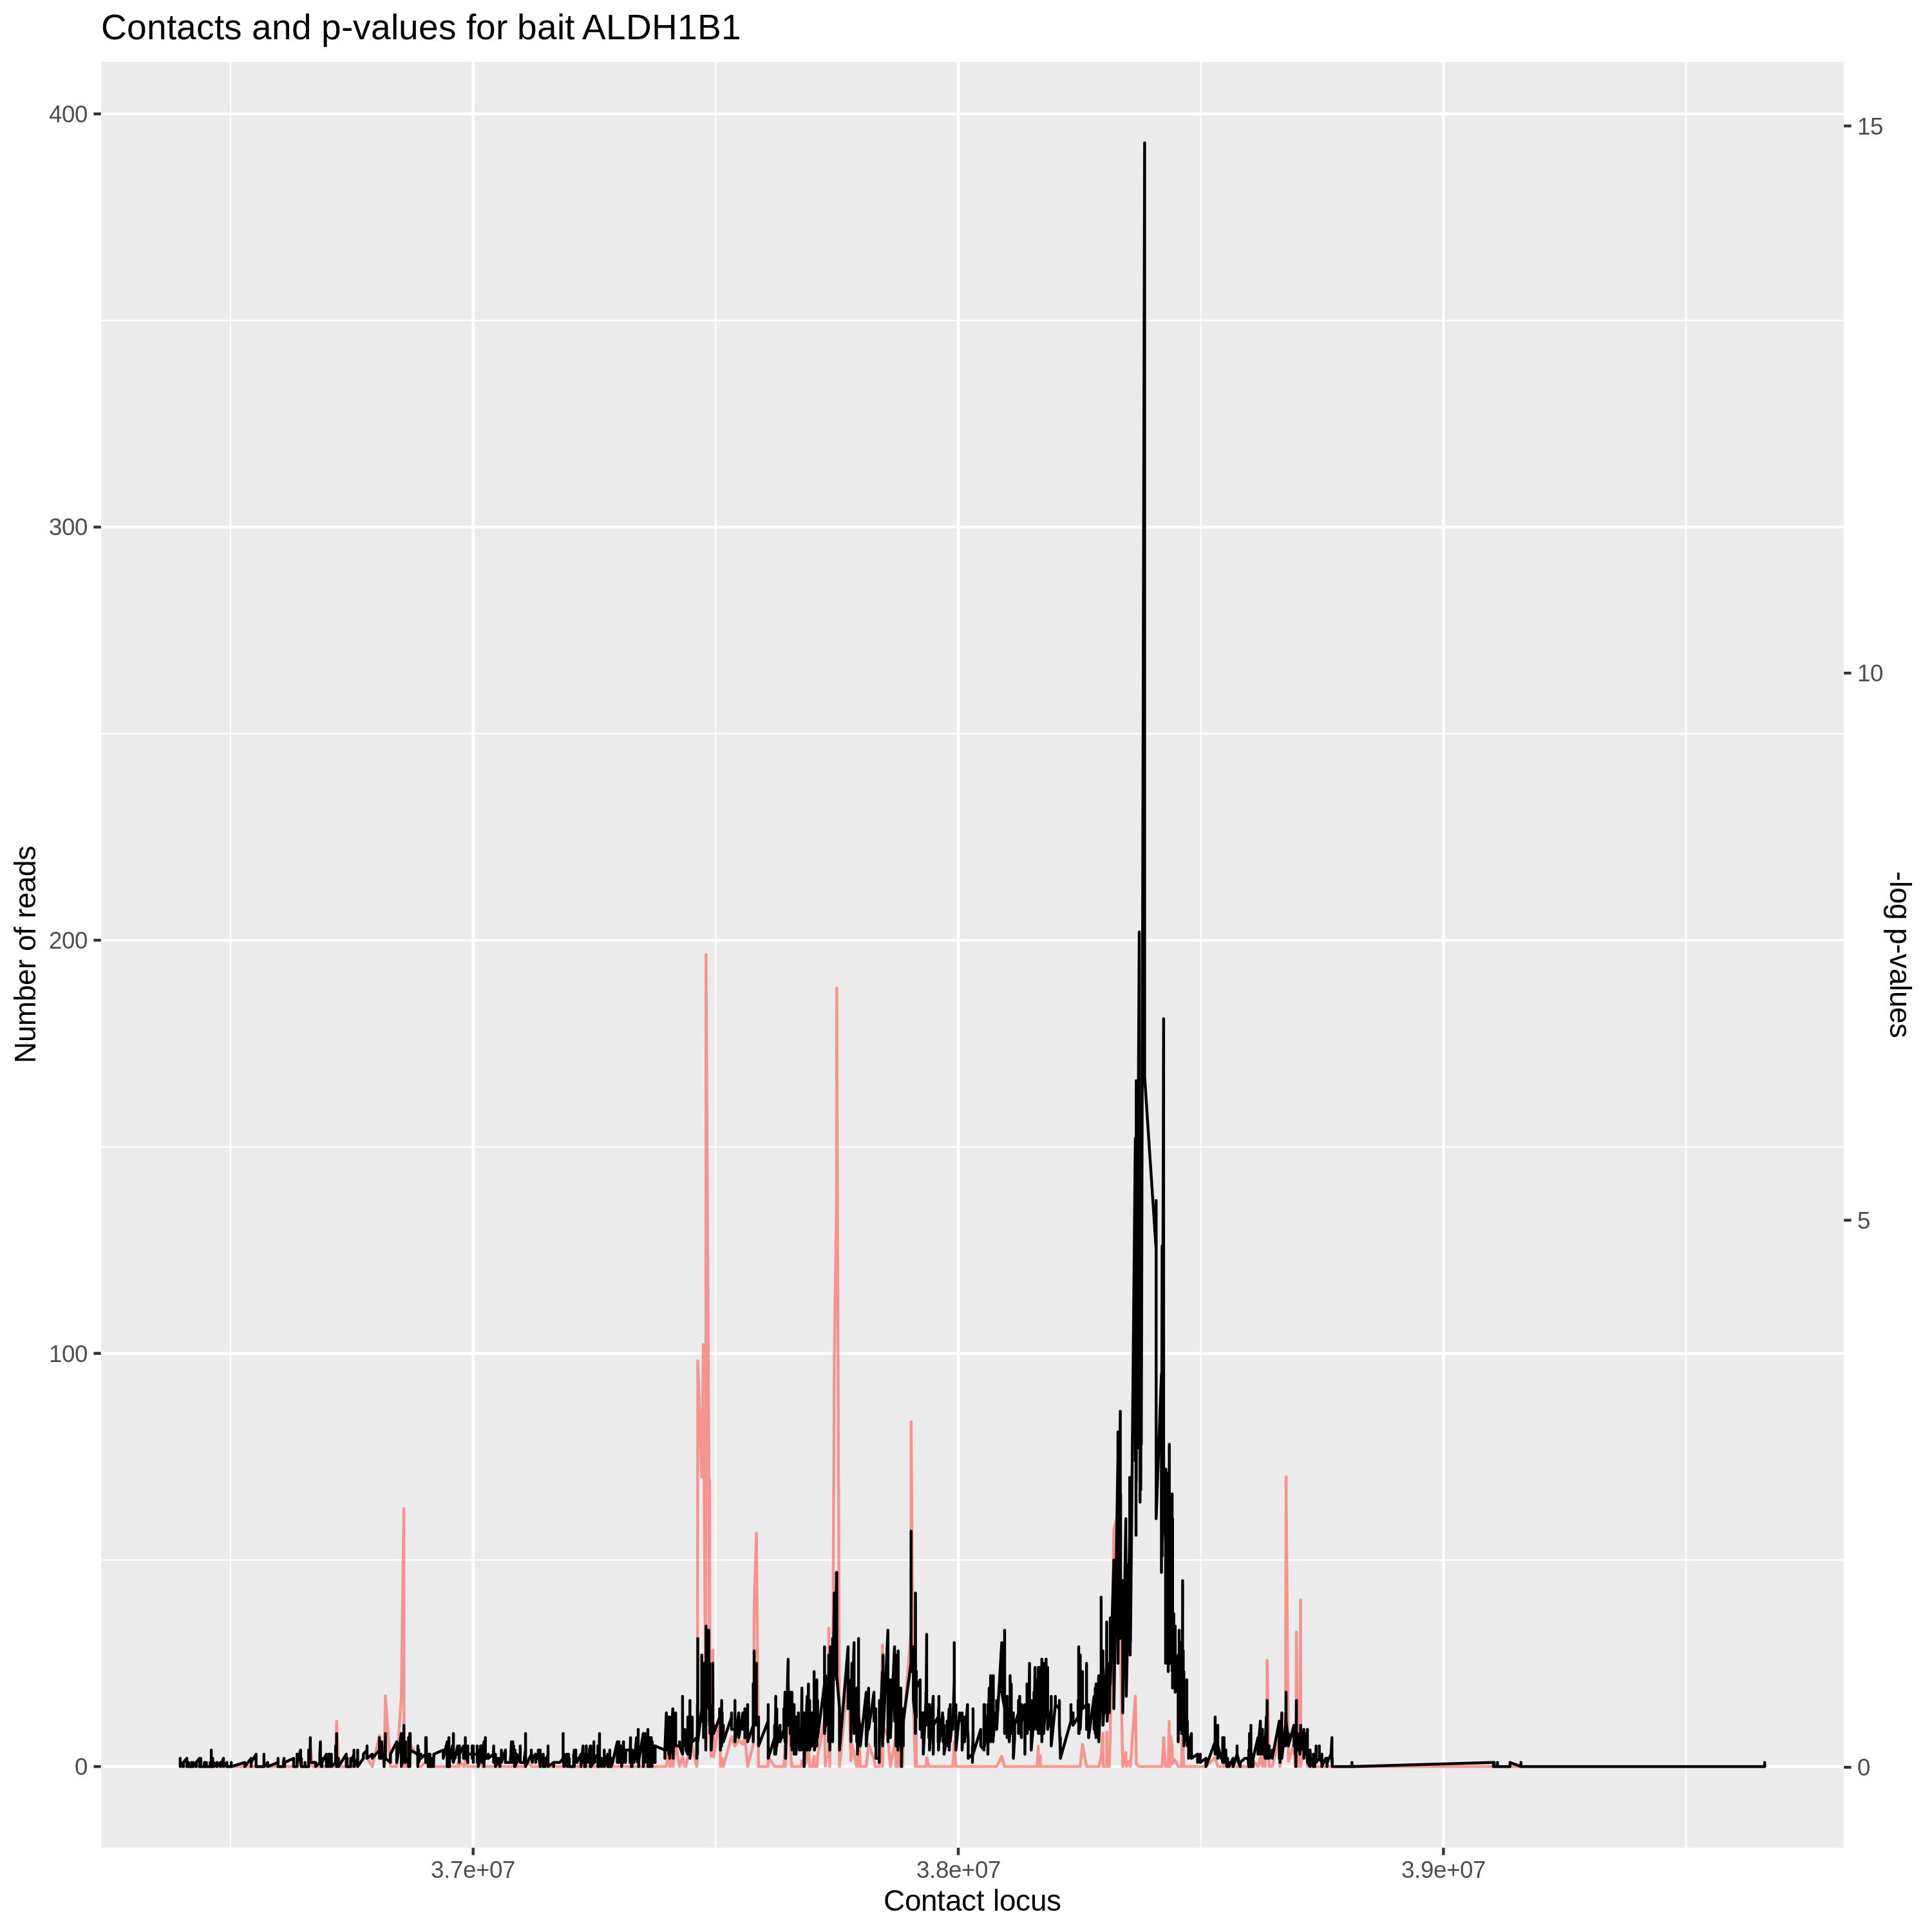 Contacts and p-values for bait ALDH1B1
400
300
200
100
0
Number of reads
15
10
5
0
-log p-values
3.7e+07
3.8e+07
3.9e+07
Contact locus